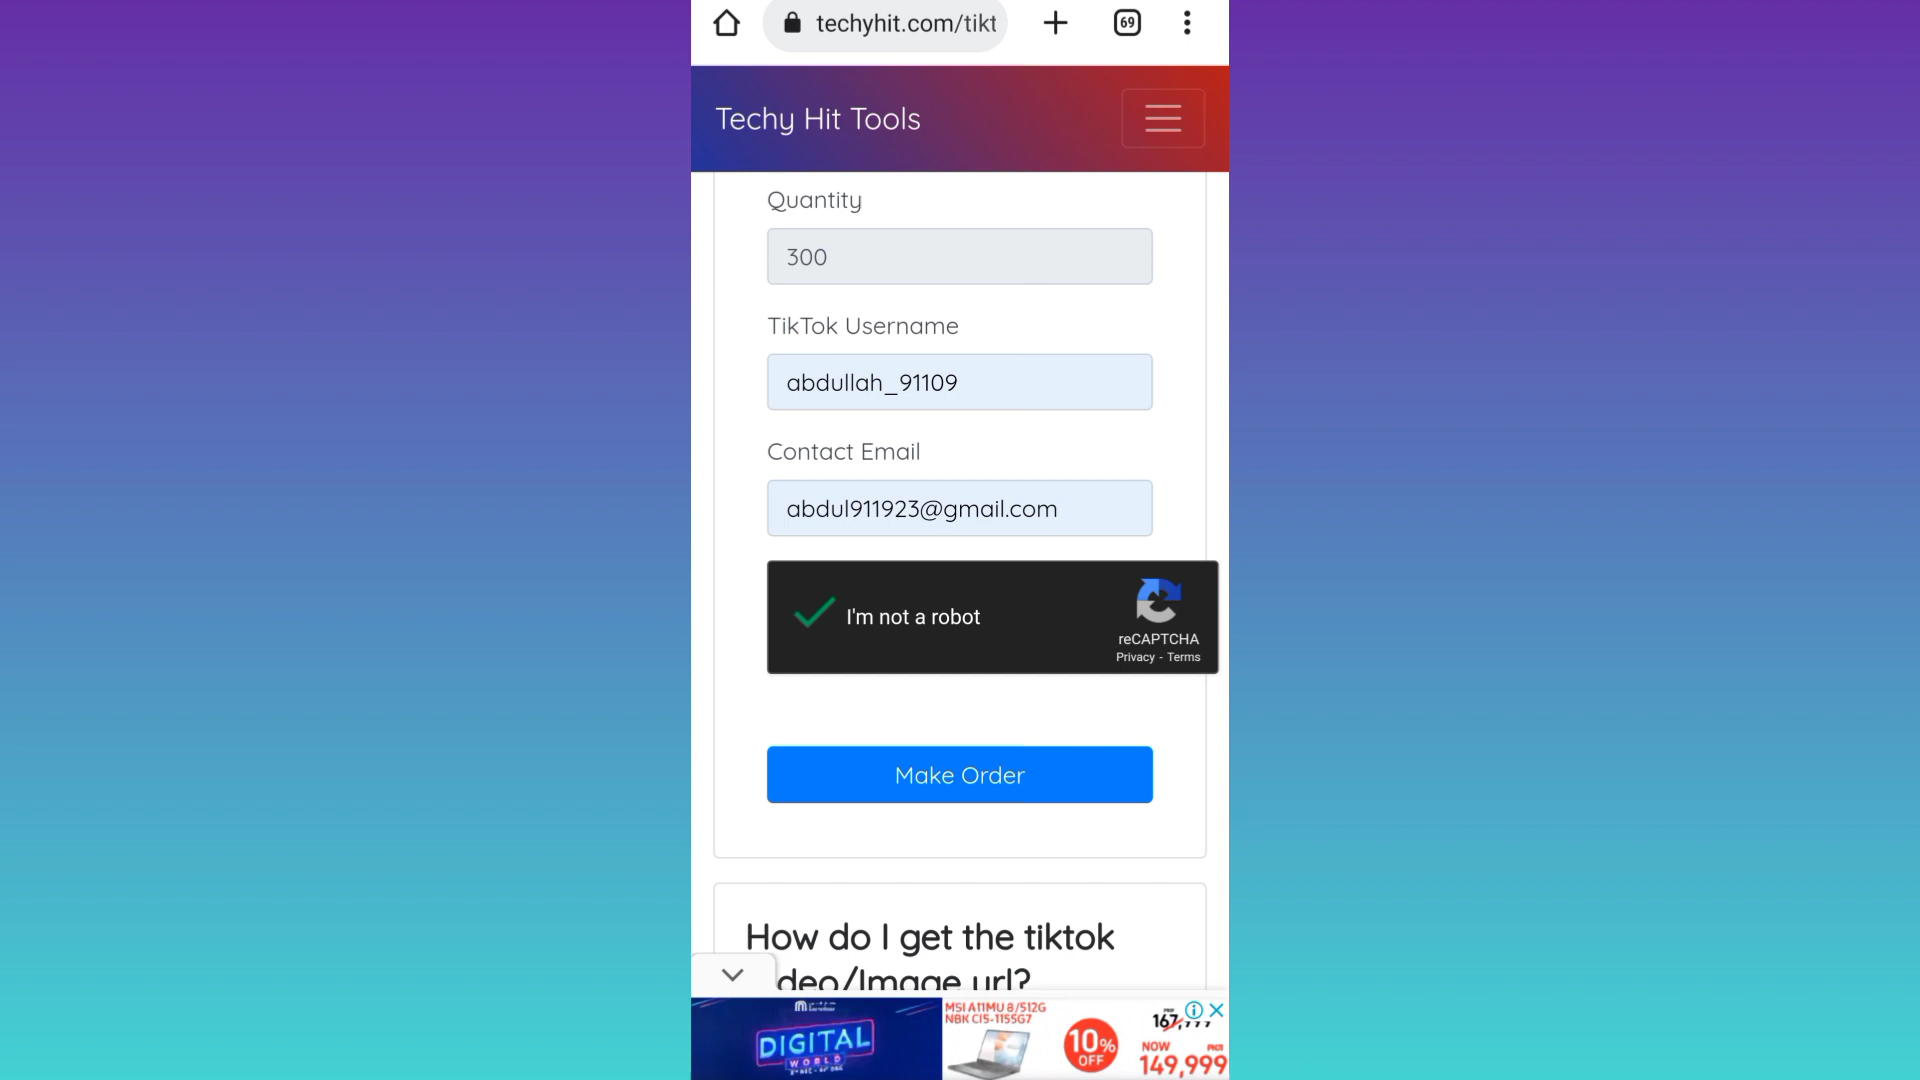 techyhit.com/tikt
69
Techy Hit Tools
Quantity
300
TikTok Username
abdullah_91109
Contact Email
abdul911923@gmail.com
I'm not a robot
reCAPTCHA
Privacy - Terms
Make Order
How do I get the tiktok
deo/Image url?
DIGITAL
WORLD
MSI A11MU 8/512G
NBK CI5-1155G7
10%
OFF
NOW
149,999